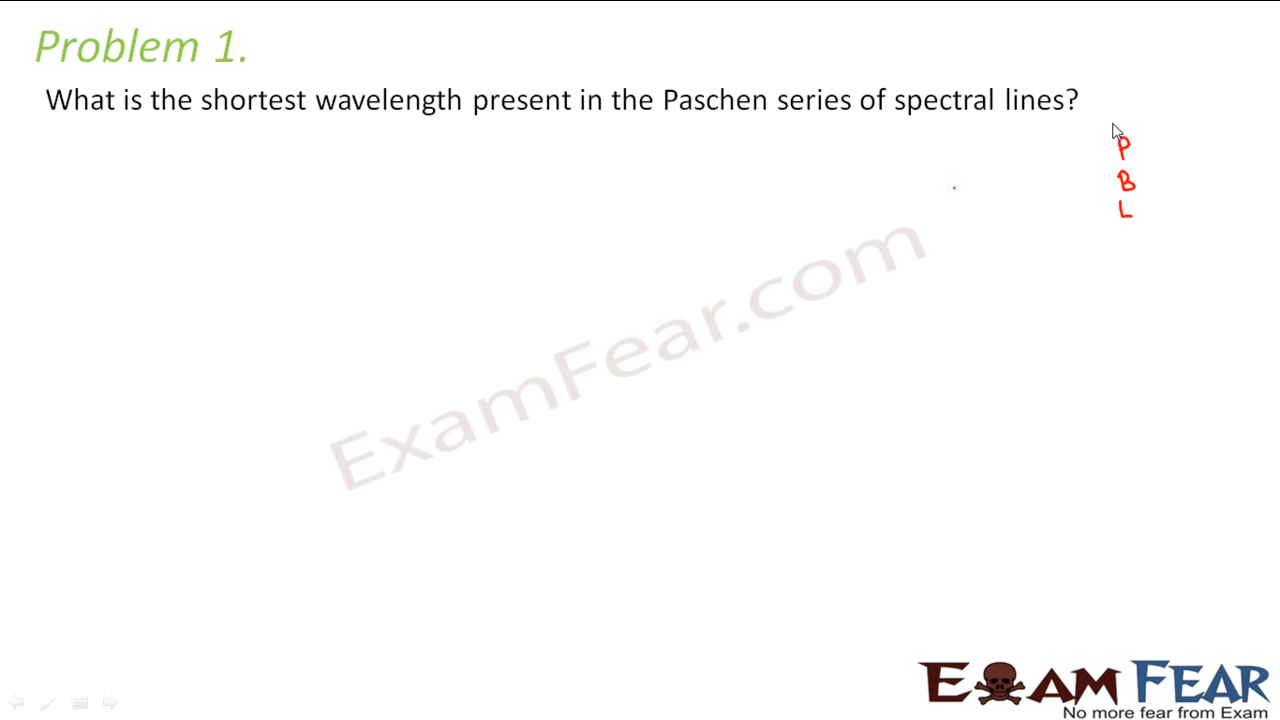 Problem 1.
What is the shortest wavelength present in the Paschen series of spectral lines?
P
B
L
ExamFear.com
EXAM FEAR
No more fear from Exam